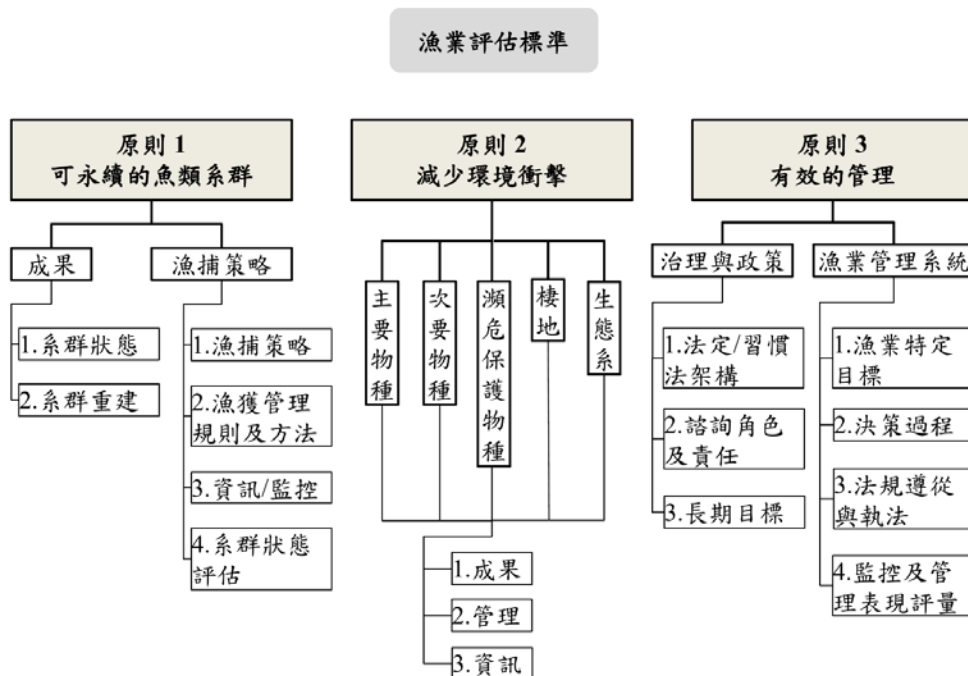 漁業評估標準
原則 1
可永續的魚類系群
成果
1.系群狀態
2.系群重建
漁捕策略
1.漁捕策略
2.漁獲管理
規則及方法
3.資訊/監控
4.系群狀態
評估
原則 2
減少環境衝擊
主要物種
次要物種
瀕危保護物種
棲地
生態系
1.成果
2.管理
3.資訊
原則 3
有效的管理
治理與政策
1.法定/習慣
法架構
2.諮詢角色
及責任
3.長期目標
漁業管理系統
1.漁業特定
目標
2.決策過程
3.法規遵從
與執法
4.監控及管
理表現評量